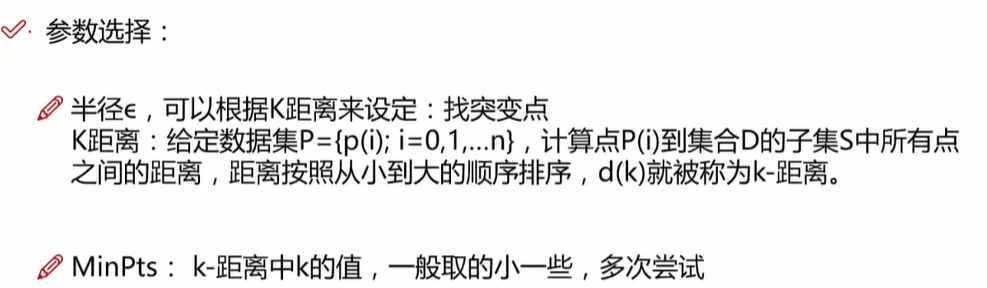 参数选择：
半径ϵ，可以根据K距离来设定：找突变点
K距离：给定数据集P={p(i); i=0,1,…n}，计算点P(i)到集合D的子集S中所有点
之间的距离，距离按照从小到大的顺序排序，d(k)就被称为k-距离。
MinPts： k-距离中k的值，一般取的小一些，多次尝试